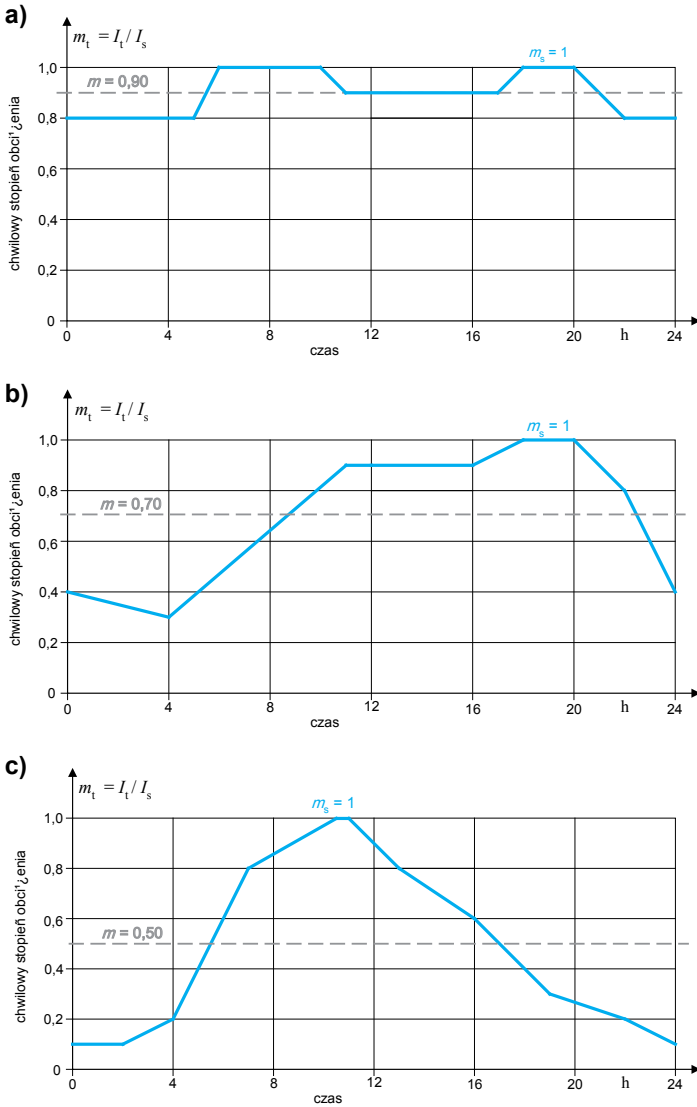 a)
m_t = I_t / I_s
m_s = 1
1,0
m = 0,90
0,8
0,6
0,4
0,2
0
chwilowy stopień obci¹¿enia
0 4 8 12 16 20 h 24
czas
b)
m_t = I_t / I_s
m_s = 1
1,0
0,8
m = 0,70
0,6
0,4
0,2
0
chwilowy stopień obci¹¿enia
0 4 8 12 16 20 h 24
czas
c)
m_t = I_t / I_s
m_s = 1
1,0
0,8
0,6
m = 0,50
0,4
0,2
0
chwilowy stopień obci¹¿enia
0 4 8 12 16 20 h 24
czas